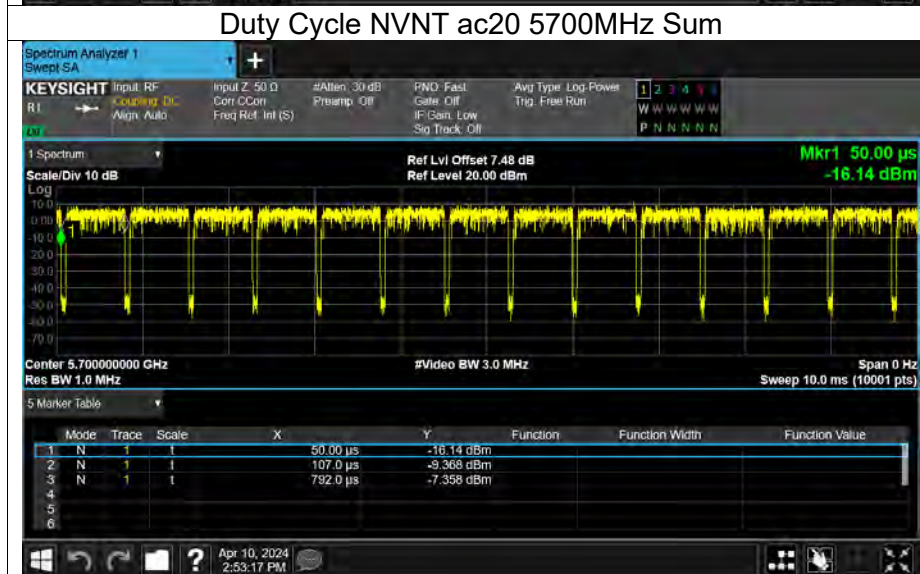 Duty Cycle NVNT ac20 5700MHz Sum
Spectrum Analyzer 1
Swept SA
+
KEYSIGHT Input: RF Input Z: 50 Ω #Atten: 30 dB PNO: Fast Avg Type: Log-Power 1 2 3 4 5 6
Coupling: DC Corr CCorr Preamp: Off Gate: Off Trig: Free Run W W W W W W
Align: Auto Freq Ref: Int (S) IF Gain: Low
Sig Track: Off P N N N N N
1 Spectrum Ref Lvl Offset 7.48 dB Mkr1 50.00 µs
Scale/Div 10 dB Ref Level 20.00 dBm -16.14 dBm
Log
10.0
0.00
-10.0
-20.0
-30.0
-40.0
-50.0
-60.0
-70.0
1
Center 5.700000000 GHz #Video BW 3.0 MHz Span 0 Hz
Res BW 1.0 MHz Sweep 10.0 ms (10001 pts)
5 Marker Table
Mode Trace Scale X Y Function Function Width Function Value
1 N 1 t 50.00 µs -16.14 dBm
2 N 1 t 107.0 µs -9.368 dBm
3 N 1 t 792.0 µs -7.358 dBm
4
5
6
? Apr 10, 2024
2:53:17 PM